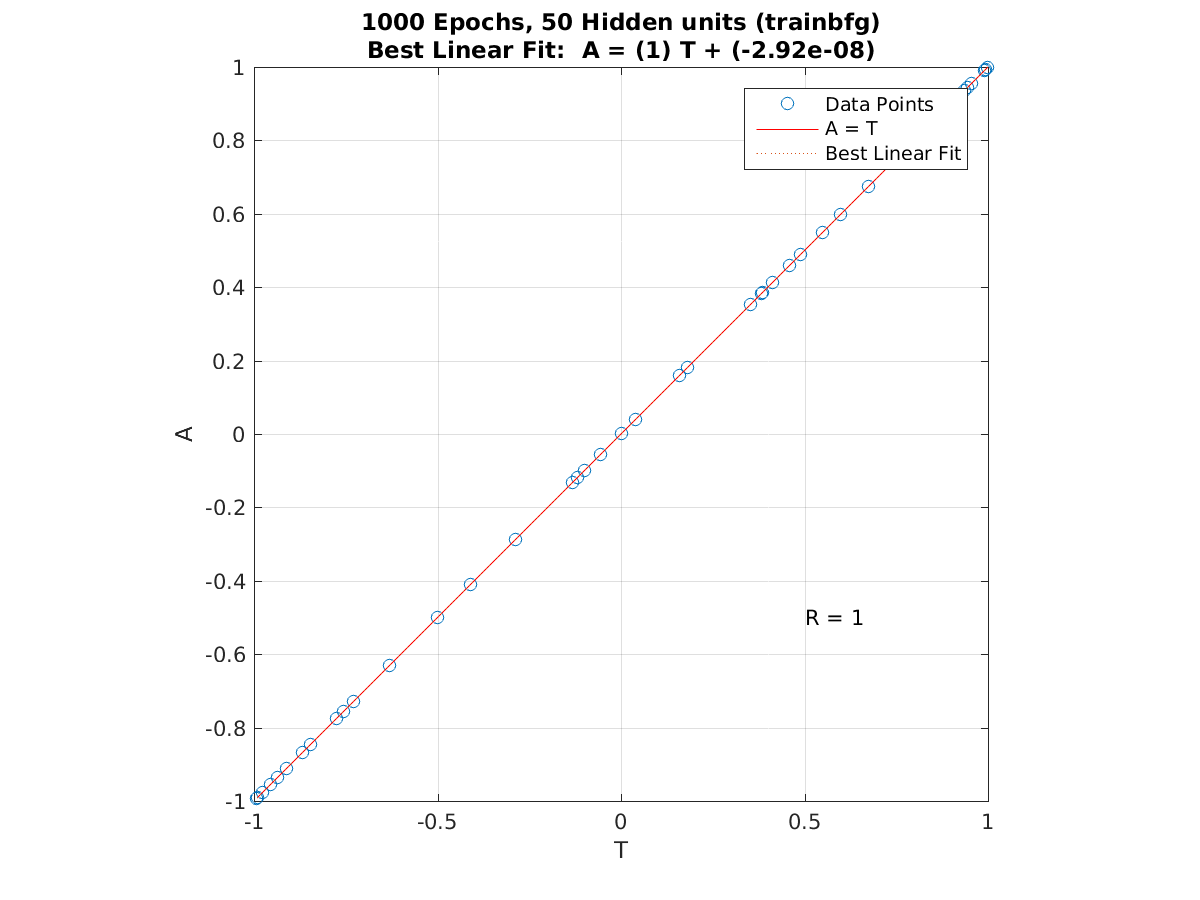 1000 Epochs, 50 Hidden units (trainbfg)
Best Linear Fit:  A = (1) T + (-2.92e-08)
1
0.8
0.6
0.4
0.2
0
-0.2
-0.4
-0.6
-0.8
-1
A
Data Points
A = T
Best Linear Fit
R = 1
-1 -0.5 0 0.5 1
T